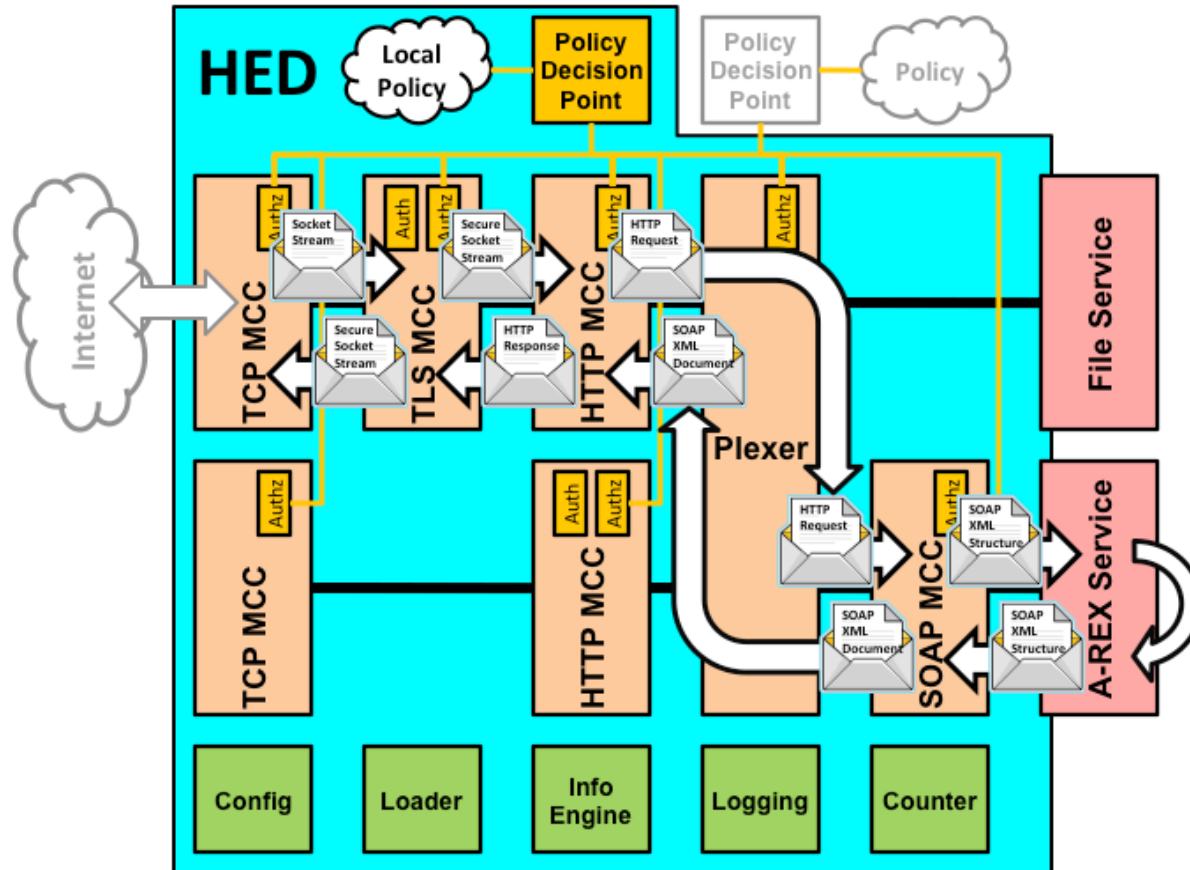 HED
Local
Policy
Policy
Decision
Point
Policy
Decision
Point
Policy
Internet
TCP MCC
Authz
Socket
Stream
Secure
Socket
Stream
TLS MCC
Auth
Authz
Secure
Socket
Stream
HTTP
Response
HTTP MCC
Authz
HTTP
Request
SOAP
XML
Document
Authz
Plexer
File Service
TCP MCC
Authz
HTTP MCC
Auth
Authz
HTTP
Request
SOAP
XML
Document
SOAP MCC
Authz
SOAP
XML
Structure
SOAP
XML
Structure
A-REX Service
Config
Loader
Info
Engine
Logging
Counter